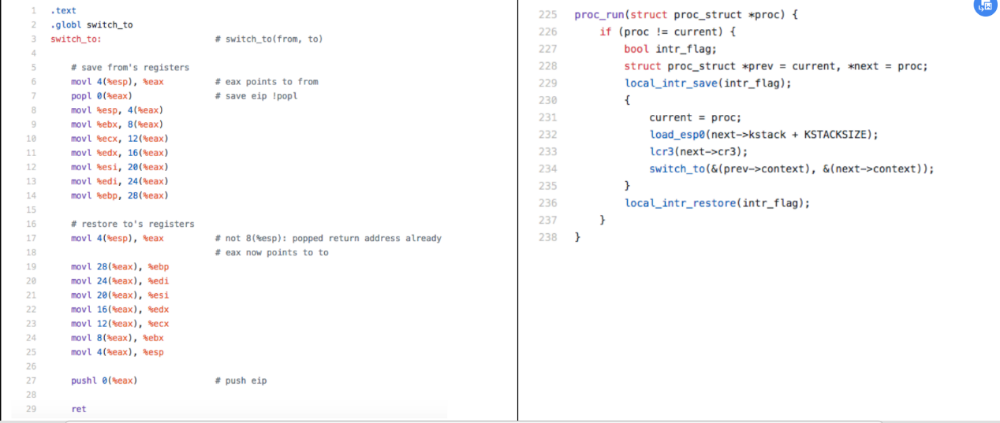 1 .text
2 .globl switch_to
3 switch_to: # switch_to(from, to)
4
5 # save from's registers
6 movl 4(%esp), %eax # eax points to from
7 popl 0(%eax) # save eip !popl
8 movl %esp, 4(%eax)
9 movl %ebx, 8(%eax)
10 movl %ecx, 12(%eax)
11 movl %edx, 16(%eax)
12 movl %esi, 20(%eax)
13 movl %edi, 24(%eax)
14 movl %ebp, 28(%eax)
15
16 # restore to's registers
17 movl 4(%esp), %eax # not 8(%esp): popped return address already
18 # eax now points to to
19 movl 28(%eax), %ebp
20 movl 24(%eax), %edi
21 movl 20(%eax), %esi
22 movl 16(%eax), %edx
23 movl 12(%eax), %ecx
24 movl 8(%eax), %ebx
25 movl 4(%eax), %esp
26
27 pushl 0(%eax) # push eip
28
29 ret
225 proc_run(struct proc_struct *proc) {
226 if (proc != current) {
227 bool intr_flag;
228 struct proc_struct *prev = current, *next = proc;
229 local_intr_save(intr_flag);
230 {
231 current = proc;
232 load_esp0(next->kstack + KSTACKSIZE);
233 lcr3(next->cr3);
234 switch_to(&(prev->context), &(next->context));
235 }
236 local_intr_restore(intr_flag);
237 }
238 }